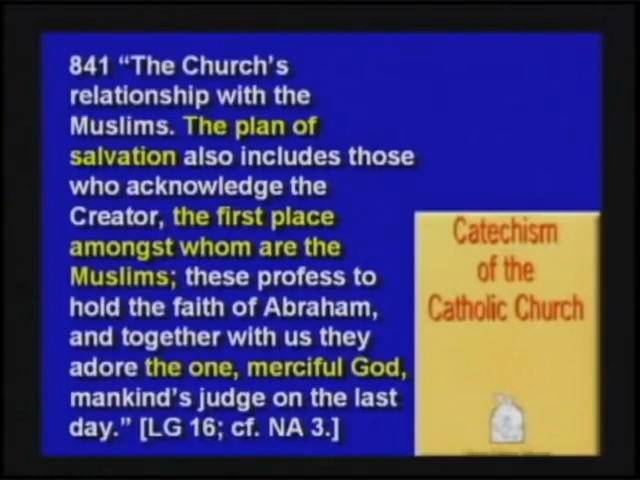 841 “The Church’s
relationship with the
Muslims. The plan of
salvation also includes those
who acknowledge the
Creator, the first place
amongst whom are the
Muslims; these profess to
hold the faith of Abraham,
and together with us they
adore the one, merciful God,
mankind’s judge on the last
day.” [LG 16; cf. NA 3.]
Catechism
of the
Catholic Church